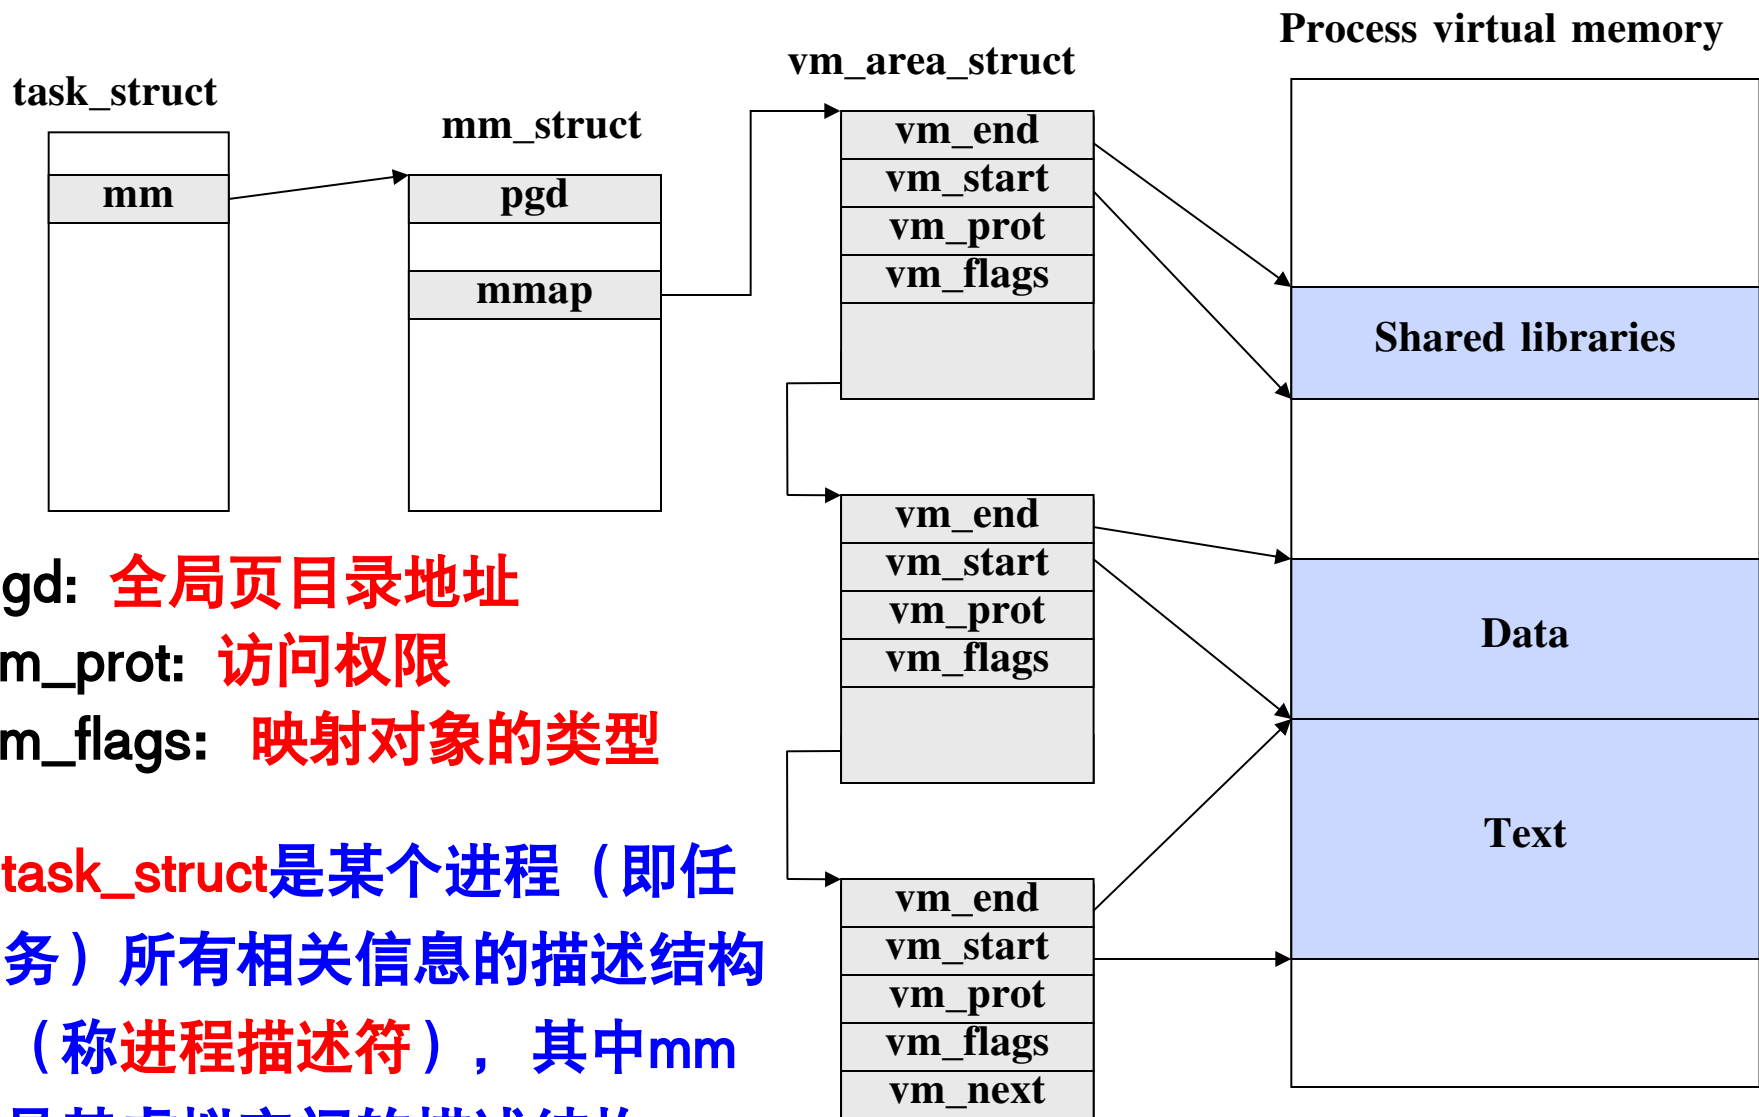 Process virtual memory
vm_area_struct
task_struct
mm_struct
mm
pgd
mmap
vm_end
vm_start
vm_prot
vm_flags
Shared libraries
vm_end
vm_start
vm_prot
vm_flags
Data
Text
vm_end
vm_start
vm_prot
vm_flags
vm_next
gd: 全局页目录地址
m_prot: 访问权限
m_flags: 映射对象的类型
task_struct是某个进程（即任
务）所有相关信息的描述结构
（称进程描述符），其中mm